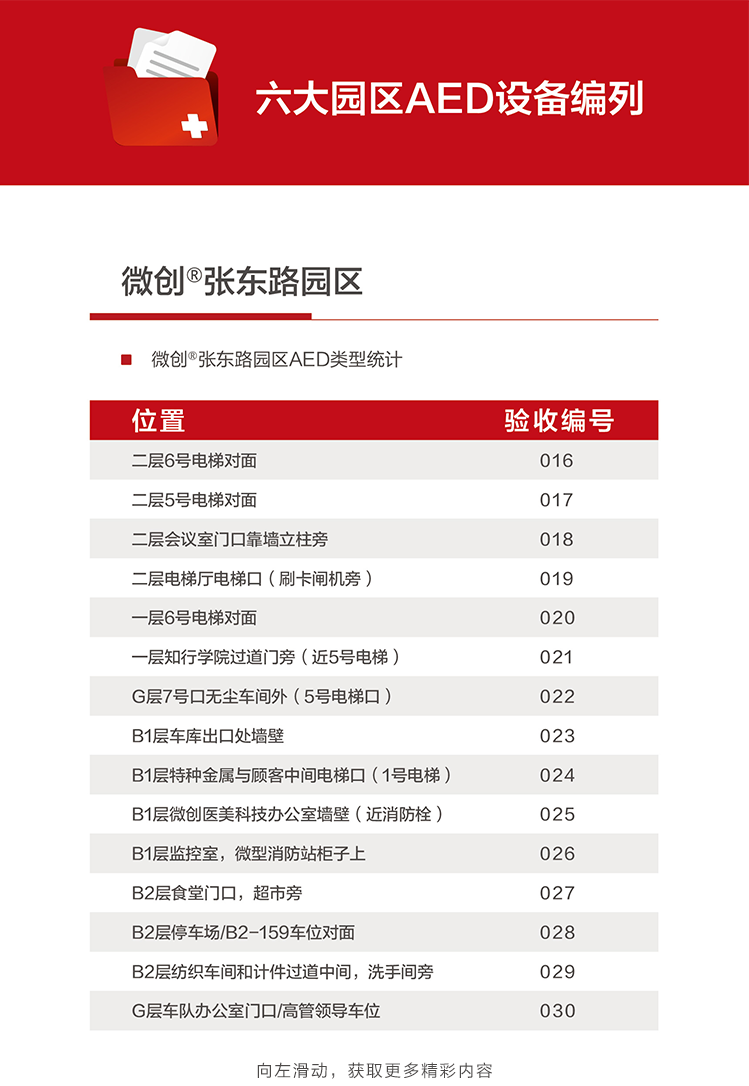 六大园区AED设备编列
微创®张东路园区
微创®张东路园区AED类型统计
位置 验收编号
二层6号电梯对面 016
二层5号电梯对面 017
二层会议室门口靠墙立柱旁 018
二层电梯厅电梯口（刷卡闸机旁） 019
一层6号电梯对面 020
一层知行学院过道门旁（近5号电梯） 021
G层7号口无尘车间外（5号电梯口） 022
B1层车库出口处墙壁 023
B1层特种金属与顾客中间电梯口（1号电梯） 024
B1层微创医美科技办公室墙壁（近消防栓） 025
B1层监控室，微型消防站柜子上 026
B2层食堂门口，超市旁 027
B2层停车场/B2-159车位对面 028
B2层纺织车间和计件过道中间，洗手间旁 029
G层车队办公室门口/高管领导车位 030
向左滑动，获取更多精彩内容